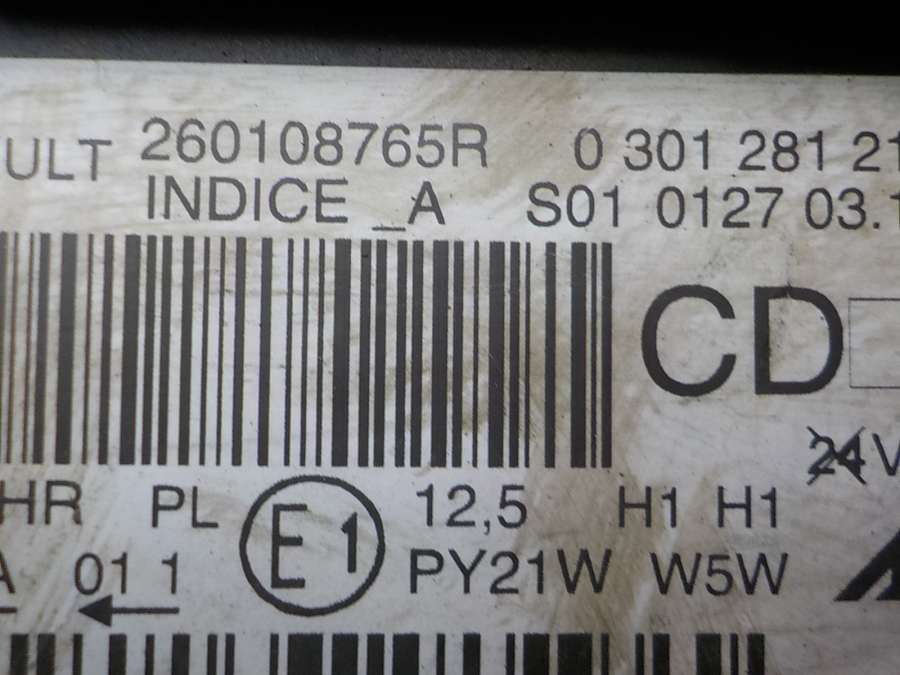 ULT 260108765R 0 301 281 21
INDICE _A S01 0127 03.1
CD
24 V
HR PL E1 12,5 H1 H1
A 01 1 PY21W W5W